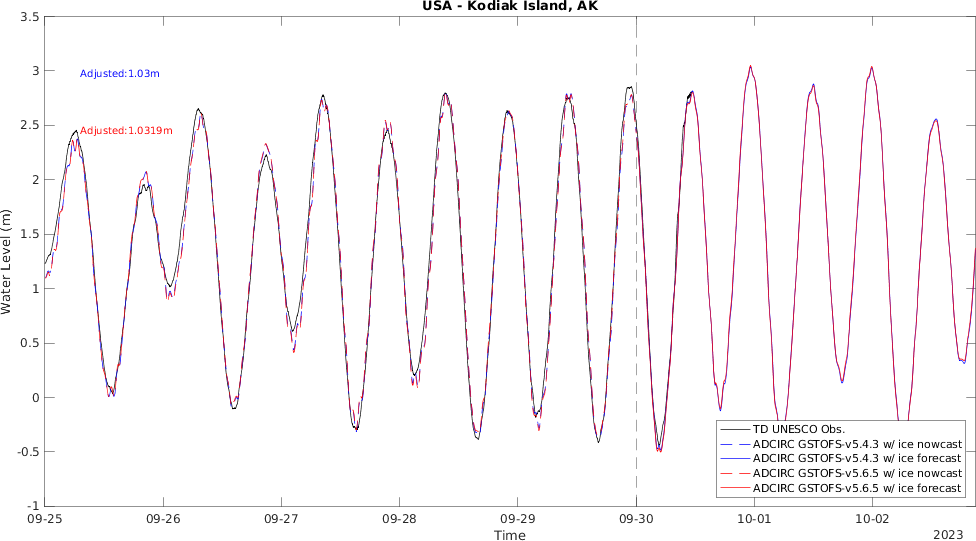 USA - Kodiak Island, AK
3.5
3
2.5
2
1.5
1
0.5
0
-0.5
-1
Water Level (m)
Adjusted:1.03m
Adjusted:1.0319m
TD UNESCO Obs.
ADCIRC GSTOFS-v5.4.3 w/ ice nowcast
ADCIRC GSTOFS-v5.4.3 w/ ice forecast
ADCIRC GSTOFS-v5.6.5 w/ ice nowcast
ADCIRC GSTOFS-v5.6.5 w/ ice forecast
09-25 09-26 09-27 09-28 09-29 09-30 10-01 10-02
Time
2023